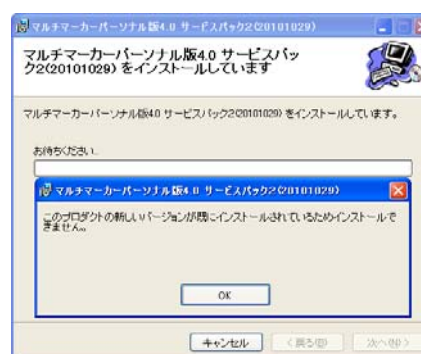 マルチマーカーパーソナル版4.0 サービスパック2(20101029)
マルチマーカーパーソナル版4.0 サービスパッ
ク2(20101029) をインストールしています
マルチマーカーパーソナル版4.0 サービスパック2(20101029) をインストールしています。
お待ちください...
マルチマーカーパーソナル版4.0 サービスパック2(20101029)
このプロダクトの新しいバージョンが既にインストールされているためインストールで
きません。
OK
キャンセル
< 戻る(B)
次へ(N) >